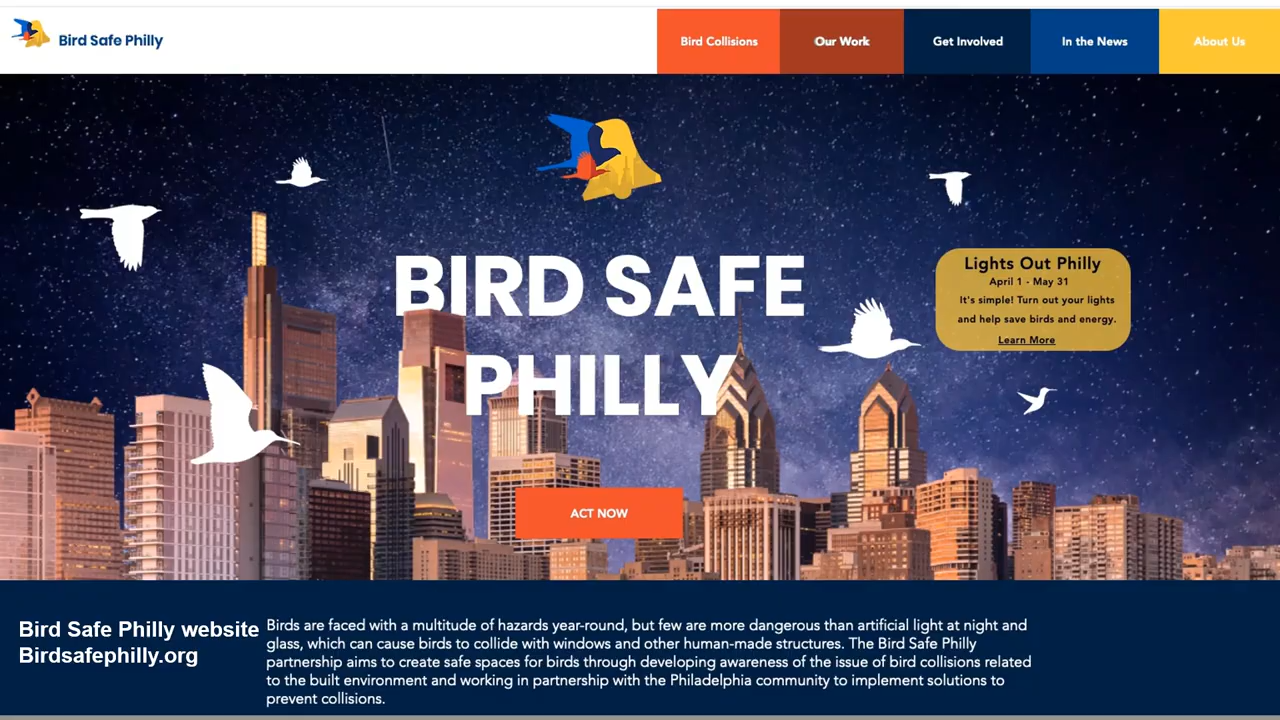 Bird Safe Philly
Bird Collisions
Our Work
Get Involved
In the News
About Us
BIRD SAFE
PHILLY
Lights Out Philly
April 1 - May 31
It's simple! Turn out your lights
and help save birds and energy.
Learn More
ACT NOW
Bird Safe Philly website
Birdsafephilly.org
Birds are faced with a multitude of hazards year-round, but few are more dangerous than artificial light at night and
glass, which can cause birds to collide with windows and other human-made structures. The Bird Safe Philly
partnership aims to create safe spaces for birds through developing awareness of the issue of bird collisions related
to the built environment and working in partnership with the Philadelphia community to implement solutions to
prevent collisions.